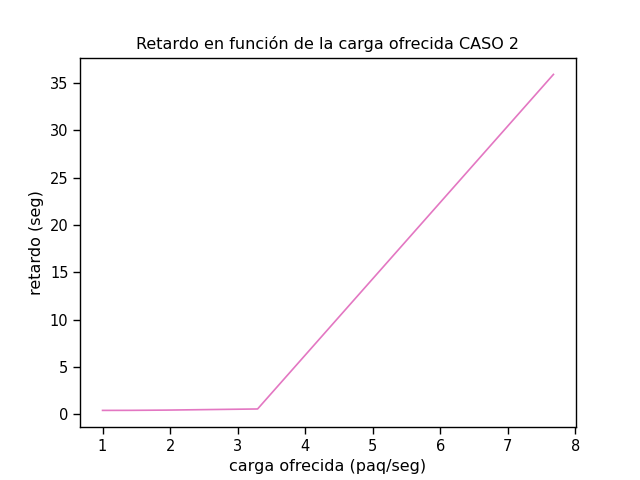 Retardo en función de la carga ofrecida CASO 2
retardo (seg)
35
30
25
20
15
10
5
0
1 2 3 4 5 6 7 8
carga ofrecida (paq/seg)